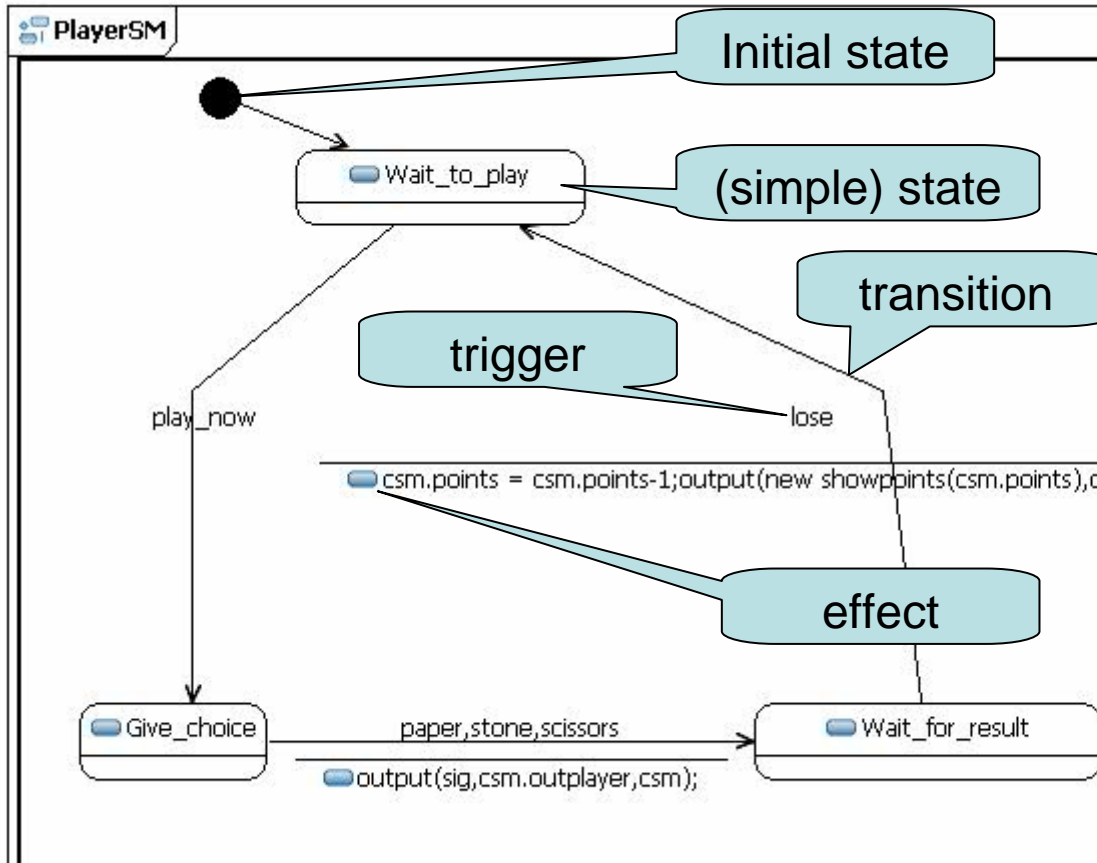 PlayerSM
Initial state
Wait_to_play
(simple) state
transition
trigger
play_now
lose
csm.points = csm.points-1;output(new showpoints(csm.points),c
effect
Give_choice
paper,stone,scissors
Wait_for_result
output(sig,csm.outplayer,csm);